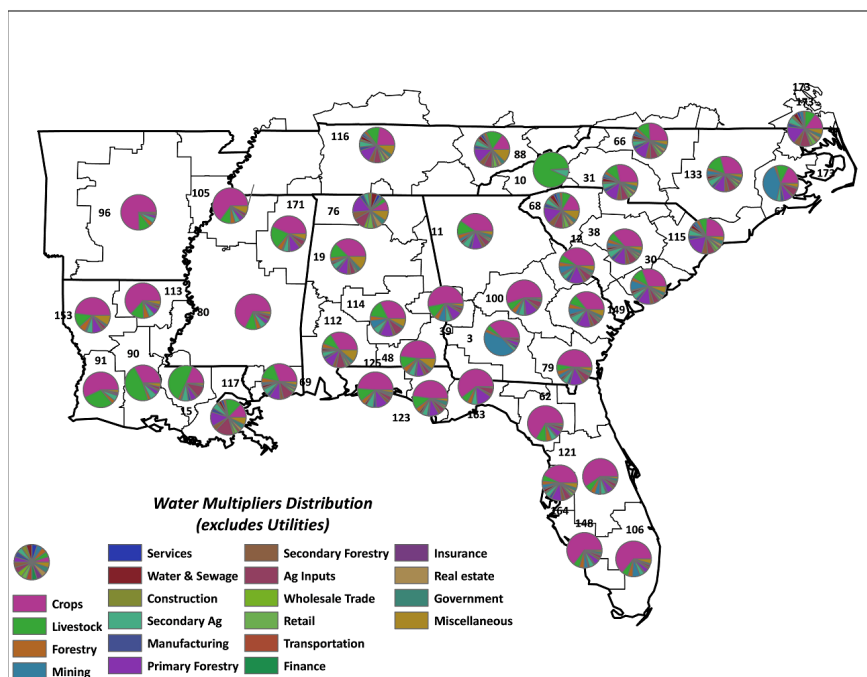 173
173
116
66
88
10
31
133
173
96
105
171
76
68
67
11
38
115
12
19
30
113
114
100
153
80
39
149
112
3
125
48
91
90
79
117
69
15
62
123
163
121
164
148
106
Water Multipliers Distribution
(excludes Utilities)
Services
Water & Sewage
Construction
Secondary Ag
Manufacturing
Primary Forestry
Secondary Forestry
Ag Inputs
Wholesale Trade
Retail
Transportation
Finance
Insurance
Real estate
Government
Miscellaneous
Crops
Livestock
Forestry
Mining